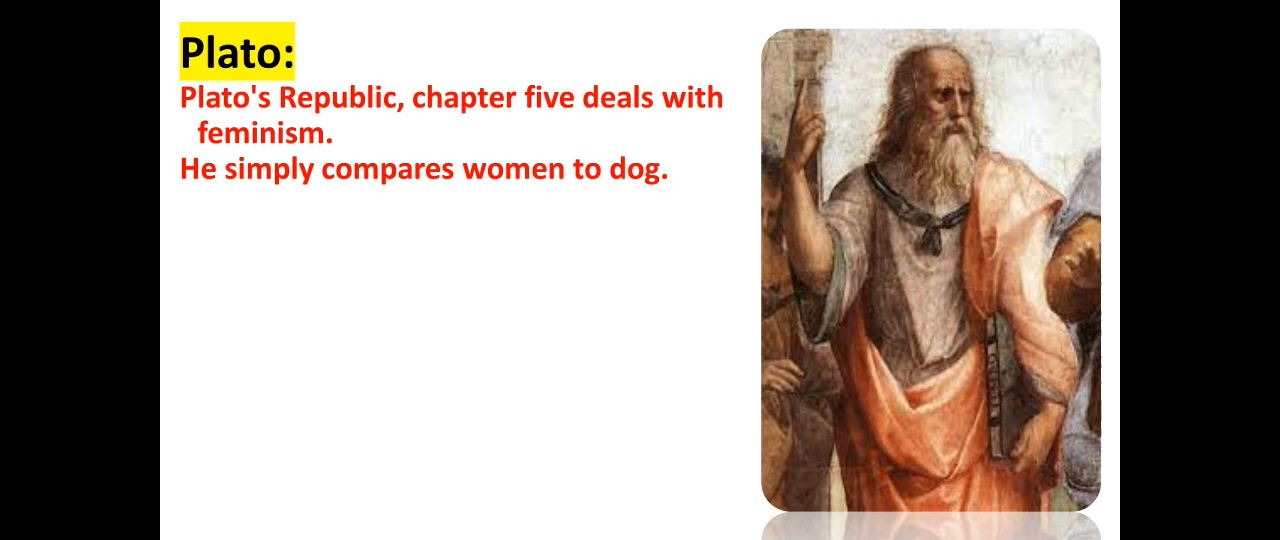 Plato:
Plato's Republic, chapter five deals with
feminism.
He simply compares women to dog.